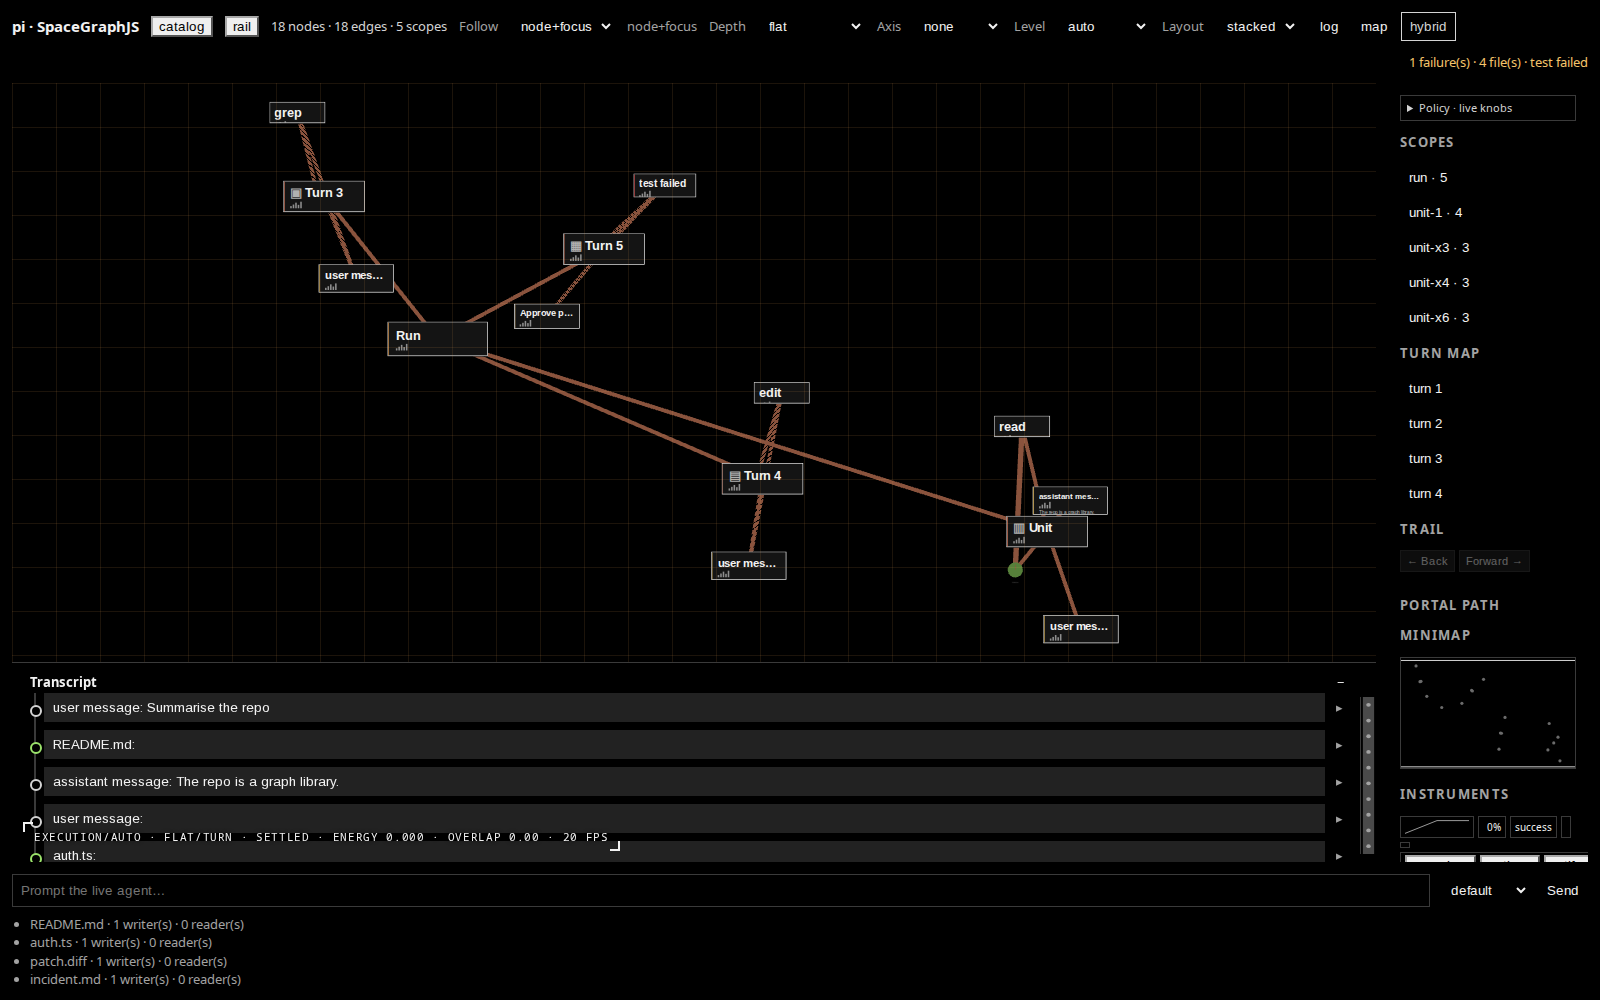 pi · SpaceGraphJS catalog rail 18 nodes · 18 edges · 5 scopes Follow node+focus node+focus Depth flat Axis none Level auto Layout stacked log map hybrid
1 failure(s) · 4 file(s) · test failed
grep
Turn 3
user mes…
test failed
Turn 5
Approve p…
Run
edit
Turn 4
user mes…
read
assistant mes…
The repo is a graph library.
Unit
user mes…
Policy · live knobs
SCOPES
run · 5
unit-1 · 4
unit-x3 · 3
unit-x4 · 3
unit-x6 · 3
TURN MAP
turn 1
turn 2
turn 3
turn 4
TRAIL
← Back Forward →
PORTAL PATH
MINIMAP
INSTRUMENTS
0% success
Transcript
user message: Summarise the repo
README.md:
assistant message: The repo is a graph library.
user message:
EXECUTION/AUTO · FLAT/TURN · SETTLED · ENERGY 0.000 · OVERLAP 0.00 · 20 FPS
auth.ts:
Prompt the live agent… default Send
README.md · 1 writer(s) · 0 reader(s)
auth.ts · 1 writer(s) · 0 reader(s)
patch.diff · 1 writer(s) · 0 reader(s)
incident.md · 1 writer(s) · 0 reader(s)